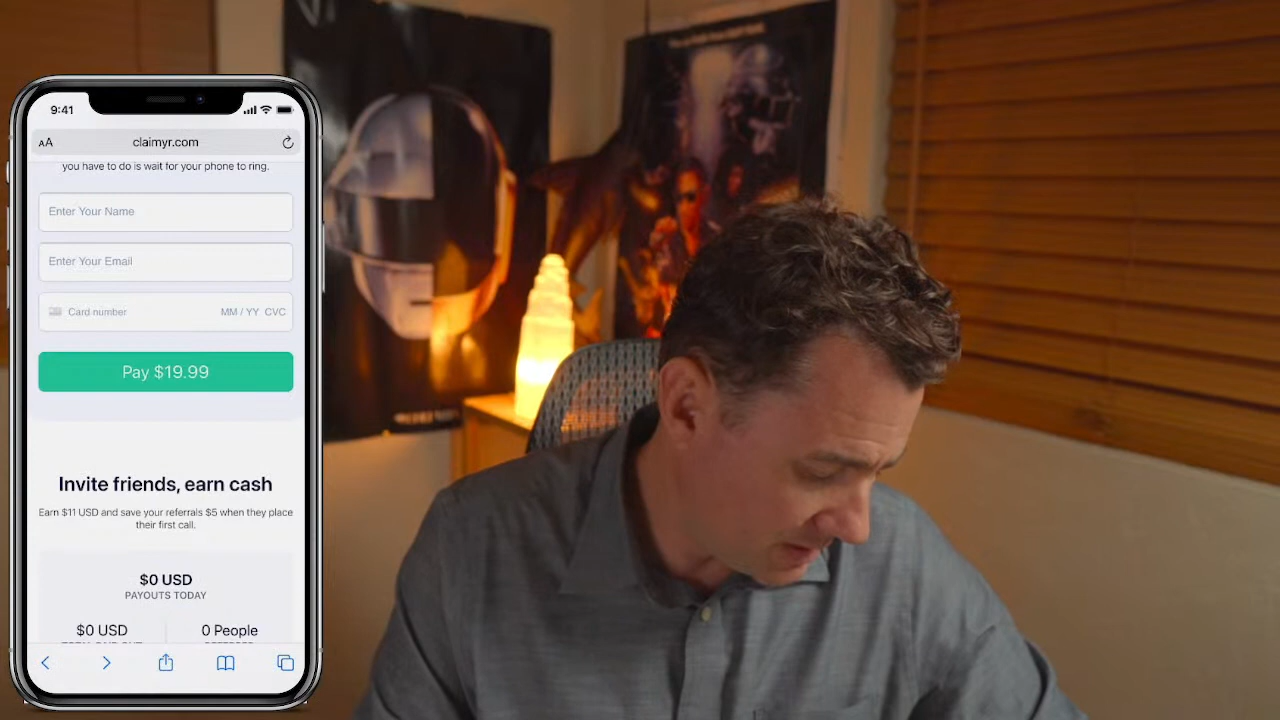 9:41
AA
claimyr.com
you have to do is wait for your phone to ring.
Enter Your Name
Enter Your Email
Card number MM / YY CVC
Pay $19.99
Invite friends, earn cash
Earn $11 USD and save your referrals $5 when they place
their first call.
$0 USD
PAYOUTS TODAY
$0 USD 0 People